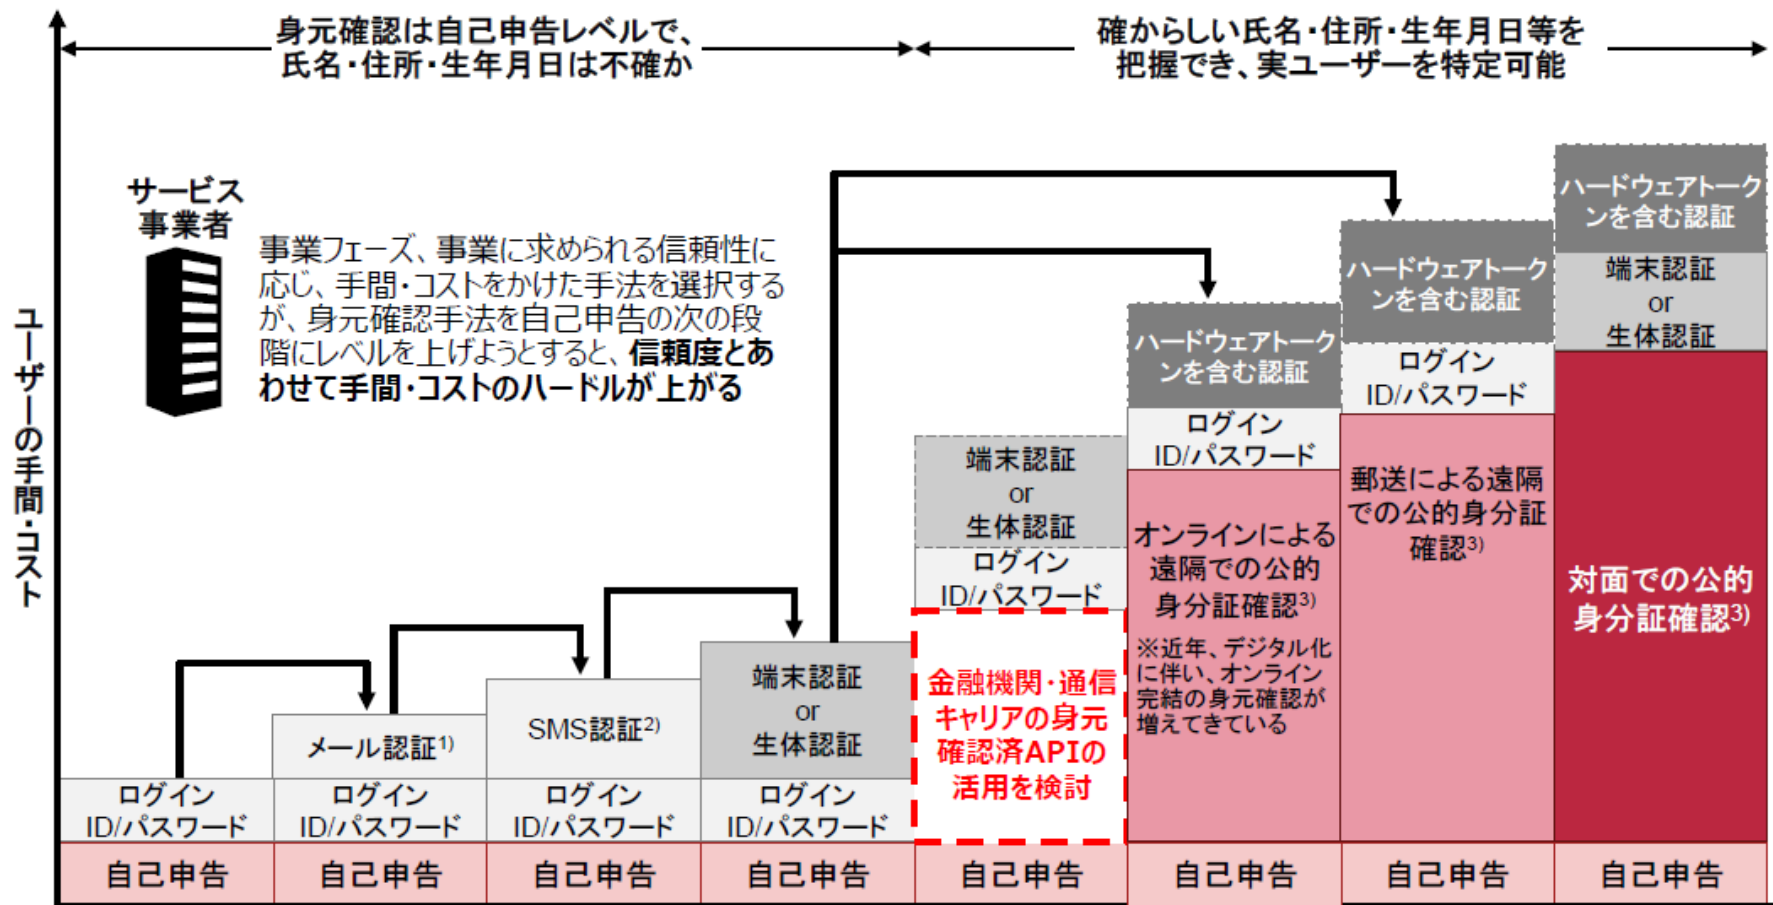 身元確認は自己申告レベルで、
氏名・住所・生年月日は不確か
確からしい氏名・住所・生年月日等を
把握でき、実ユーザーを特定可能
ユーザーの手間・コスト
サービス
事業者
事業フェーズ、事業に求められる信頼性に
応じ、手間・コストをかけた手法を選択する
が、身元確認手法を自己申告の次の段
階にレベルを上げようとすると、信頼度とあ
わせて手間・コストのハードルが上がる
ログイン
ID/パスワード
自己申告
メール認証1)
ログイン
ID/パスワード
自己申告
SMS認証2)
ログイン
ID/パスワード
自己申告
端末認証
or
生体認証
ログイン
ID/パスワード
自己申告
端末認証
or
生体認証
ログイン
ID/パスワード
金融機関・通信
キャリアの身元
確認済APIの
活用を検討
自己申告
ハードウェアトーク
ンを含む認証
ログイン
ID/パスワード
オンラインによる
遠隔での公的
身分証確認3)
※近年、デジタル化
に伴い、オンライン
完結の身元確認が
増えてきている
自己申告
ハードウェアトーク
ンを含む認証
ログイン
ID/パスワード
郵送による遠隔
での公的身分証
確認3)
自己申告
ハードウェアトーク
ンを含む認証
端末認証
or
生体認証
対面での公的
身分証確認3)
自己申告